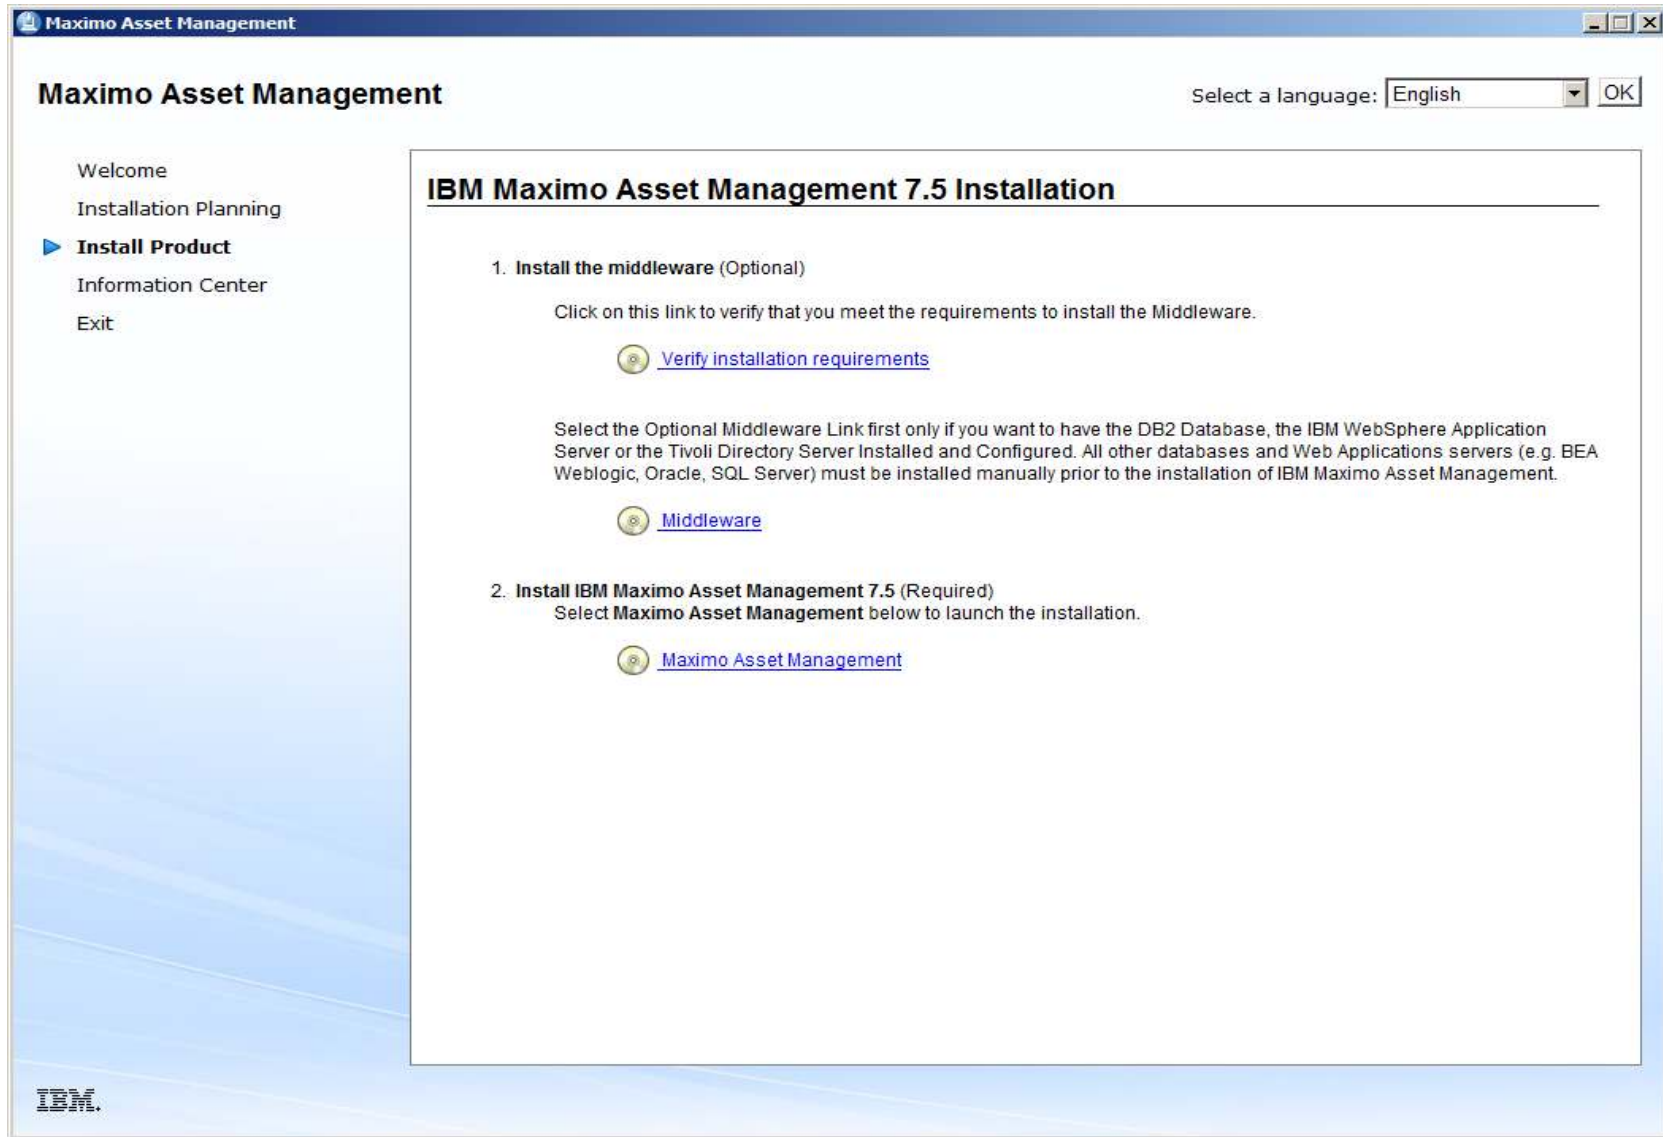 Maximo Asset Management
Maximo Asset Management
Select a language: English OK
Welcome
Installation Planning
Install Product
Information Center
Exit
IBM Maximo Asset Management 7.5 Installation
1. Install the middleware (Optional)
Click on this link to verify that you meet the requirements to install the Middleware.
Verify installation requirements
Select the Optional Middleware Link first only if you want to have the DB2 Database, the IBM WebSphere Application
Server or the Tivoli Directory Server Installed and Configured. All other databases and Web Applications servers (e.g. BEA
Weblogic, Oracle, SQL Server) must be installed manually prior to the installation of IBM Maximo Asset Management.
Middleware
2. Install IBM Maximo Asset Management 7.5 (Required)
Select Maximo Asset Management below to launch the installation.
Maximo Asset Management
IBM.